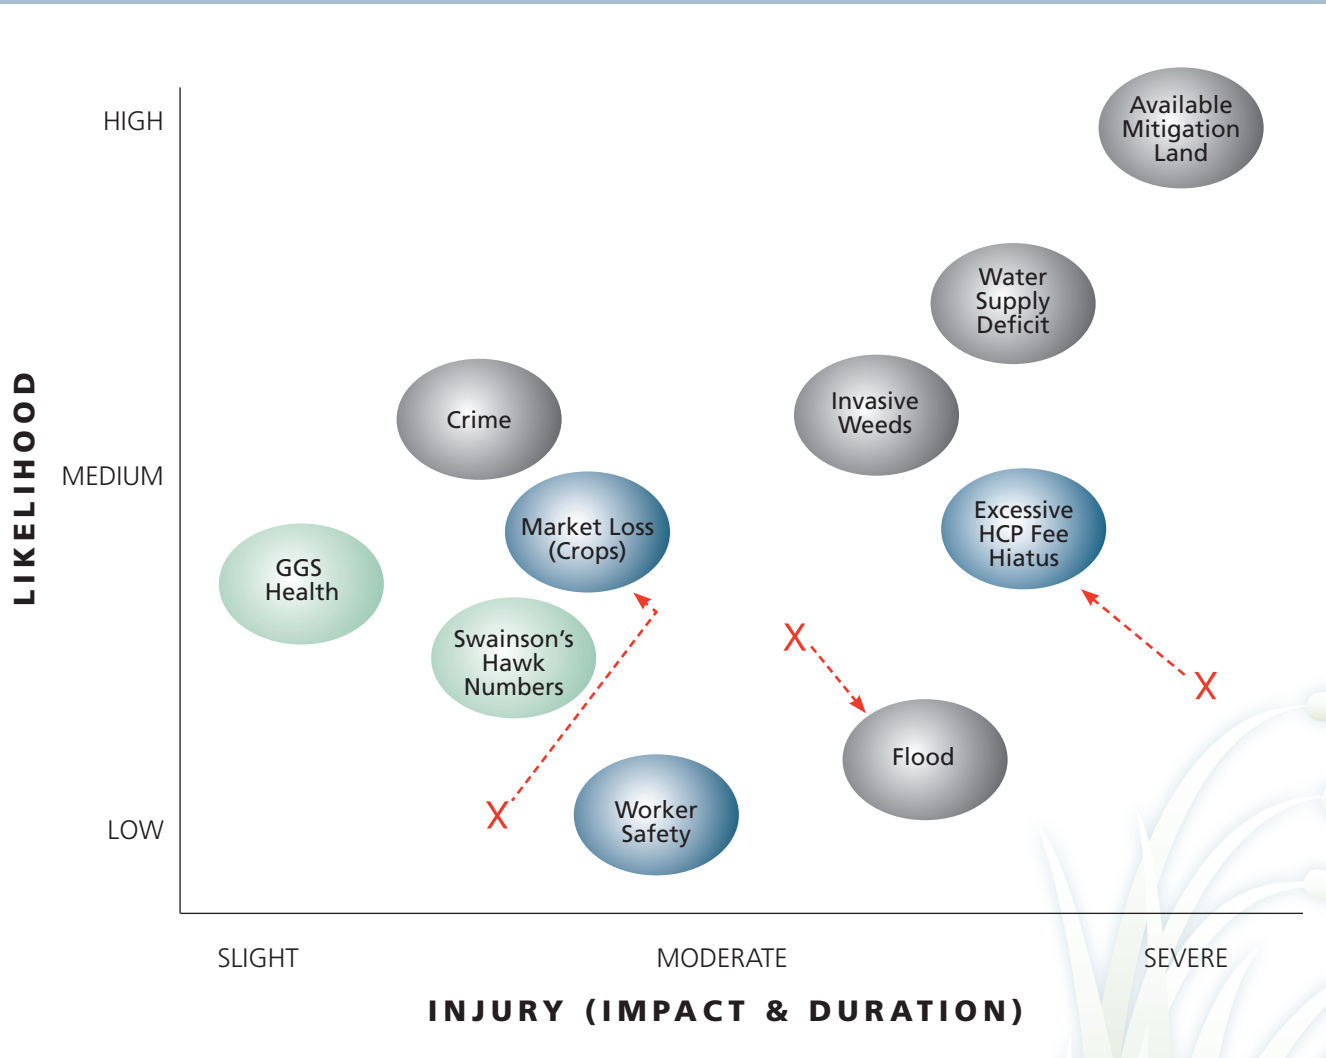 HIGH
Available
Mitigation
Land
Water
Supply
Deficit
Crime
Invasive
Weeds
LIKELIHOOD
MEDIUM
Market Loss
(Crops)
Excessive
HCP Fee
Hiatus
GGS
Health
Swainson’s
Hawk
Numbers
X
X
Flood
X
Worker
Safety
LOW
SLIGHT
MODERATE
SEVERE
INJURY (IMPACT & DURATION)